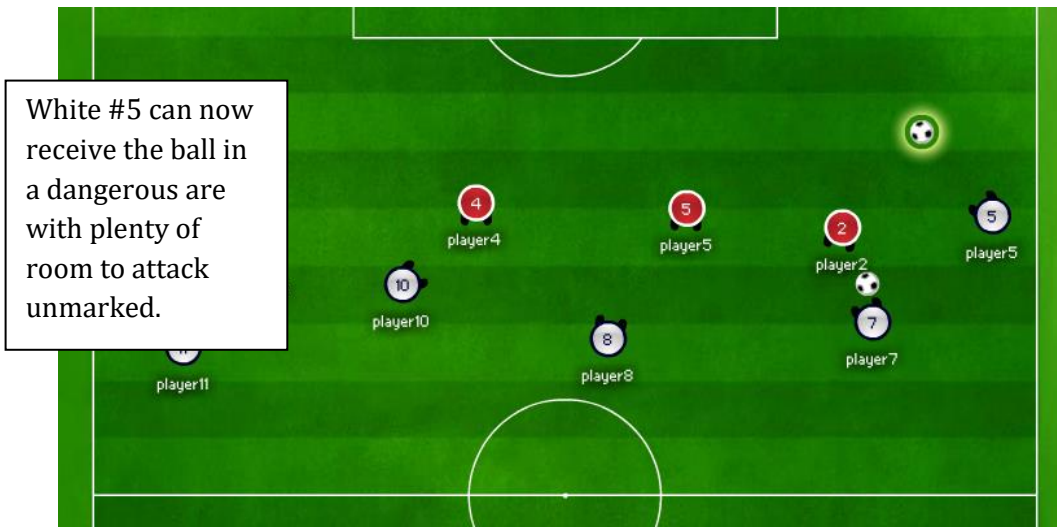 White #5 can now
receive the ball in
a dangerous are
with plenty of
room to attack
unmarked.
4
player4
5
player5
2
player2
5
player5
10
player10
8
player8
7
player7
player11